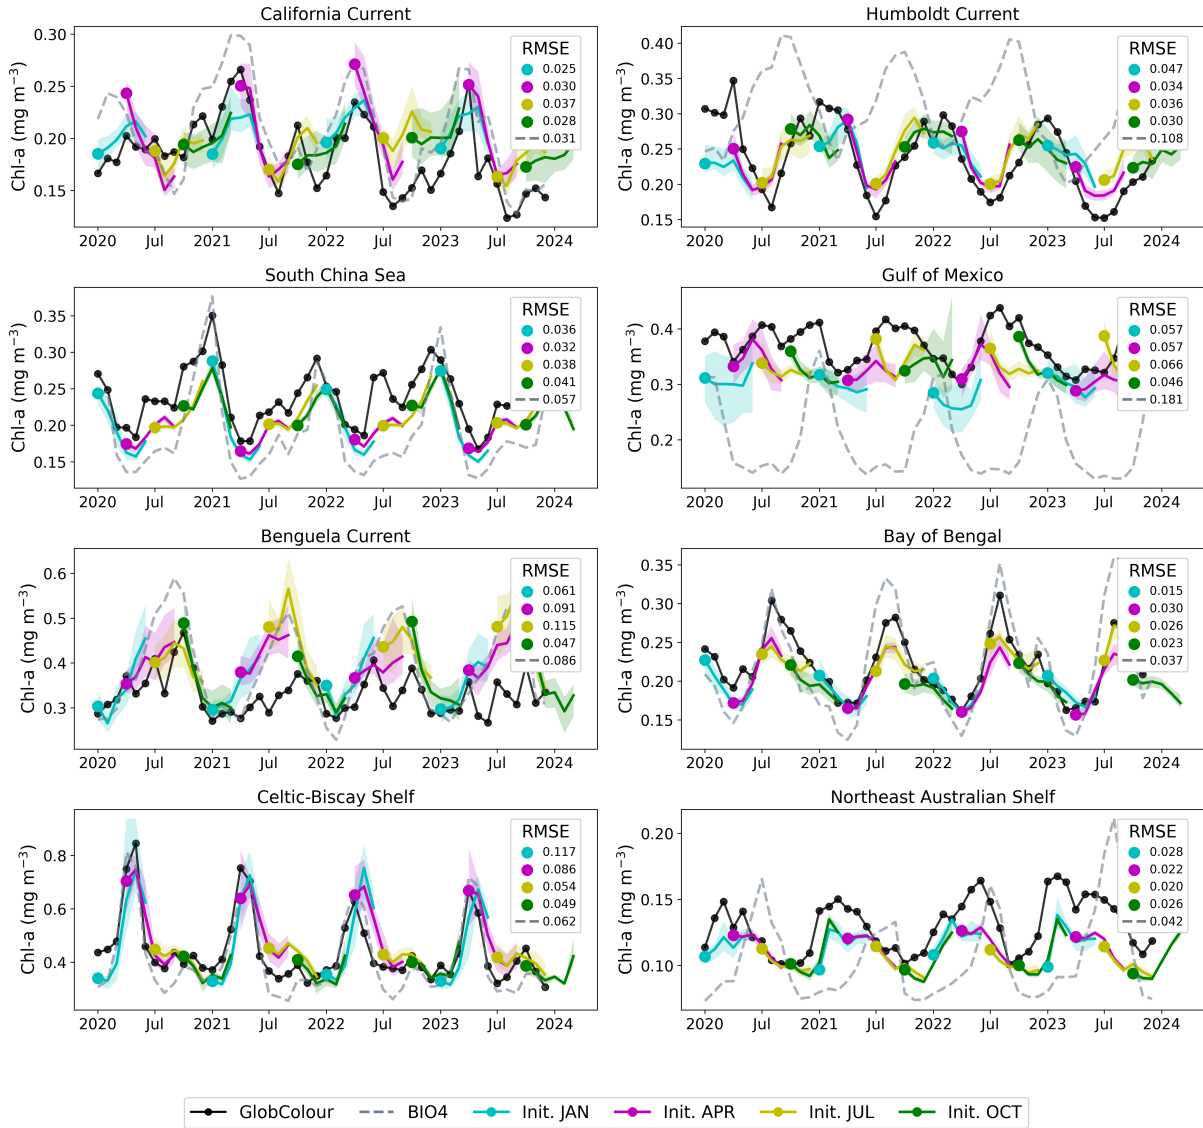 California Current
Chl-a (mg m⁻³)
0.30
0.25
0.20
0.15
2020
Jul
2021
Jul
2022
Jul
2023
Jul
2024
RMSE
0.025
0.030
0.037
0.028
0.031
Humboldt Current
Chl-a (mg m⁻³)
0.40
0.35
0.30
0.25
0.20
0.15
2020
Jul
2021
Jul
2022
Jul
2023
Jul
2024
RMSE
0.047
0.034
0.036
0.030
0.108
South China Sea
Chl-a (mg m⁻³)
0.35
0.30
0.25
0.20
0.15
2020
Jul
2021
Jul
2022
Jul
2023
Jul
2024
RMSE
0.036
0.032
0.038
0.041
0.057
Gulf of Mexico
Chl-a (mg m⁻³)
0.4
0.3
0.2
2020
Jul
2021
Jul
2022
Jul
2023
Jul
2024
RMSE
0.057
0.057
0.066
0.046
0.181
Benguela Current
Chl-a (mg m⁻³)
0.6
0.5
0.4
0.3
2020
Jul
2021
Jul
2022
Jul
2023
Jul
2024
RMSE
0.061
0.091
0.115
0.047
0.086
Bay of Bengal
Chl-a (mg m⁻³)
0.35
0.30
0.25
0.20
0.15
2020
Jul
2021
Jul
2022
Jul
2023
Jul
2024
RMSE
0.015
0.030
0.026
0.023
0.037
Celtic-Biscay Shelf
Chl-a (mg m⁻³)
0.8
0.6
0.4
2020
Jul
2021
Jul
2022
Jul
2023
Jul
2024
RMSE
0.117
0.086
0.054
0.049
0.062
Northeast Australian Shelf
Chl-a (mg m⁻³)
0.20
0.15
0.10
2020
Jul
2021
Jul
2022
Jul
2023
Jul
2024
RMSE
0.028
0.022
0.020
0.026
0.042
GlobColour BIO4 Init. JAN Init. APR Init. JUL Init. OCT